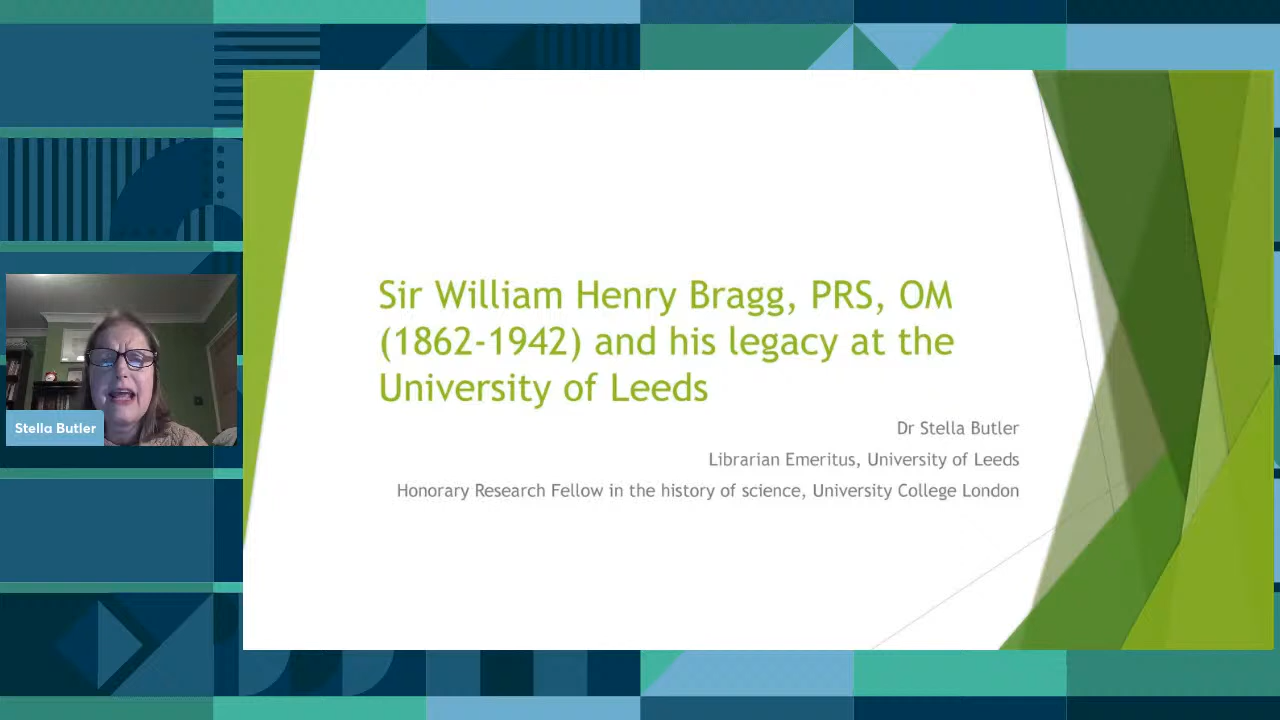 Sir William Henry Bragg, PRS, OM
(1862-1942) and his legacy at the
University of Leeds
Dr Stella Butler
Librarian Emeritus, University of Leeds
Honorary Research Fellow in the history of science, University College London
Stella Butler